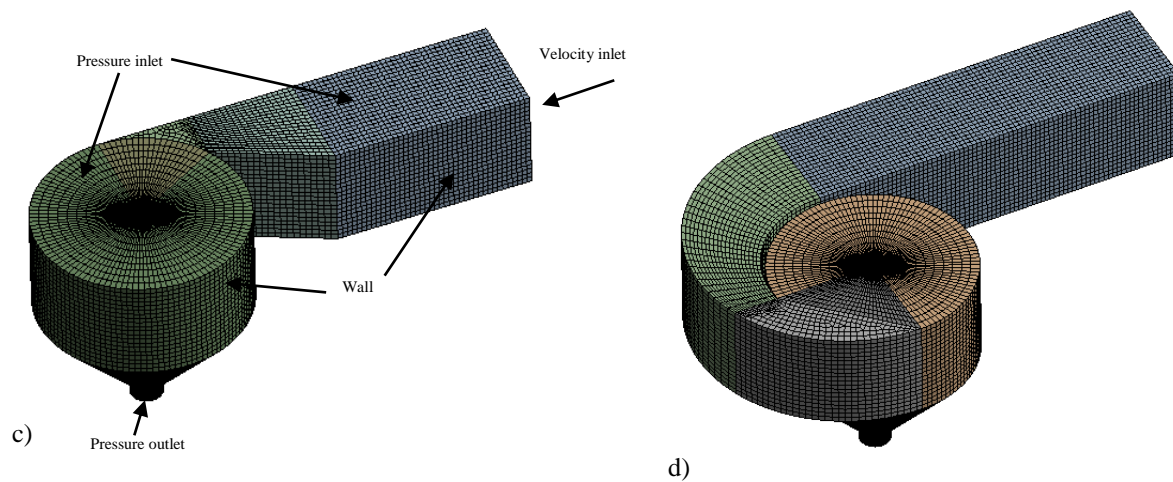 Pressure inlet
Velocity inlet
Wall
Pressure outlet
c)
d)